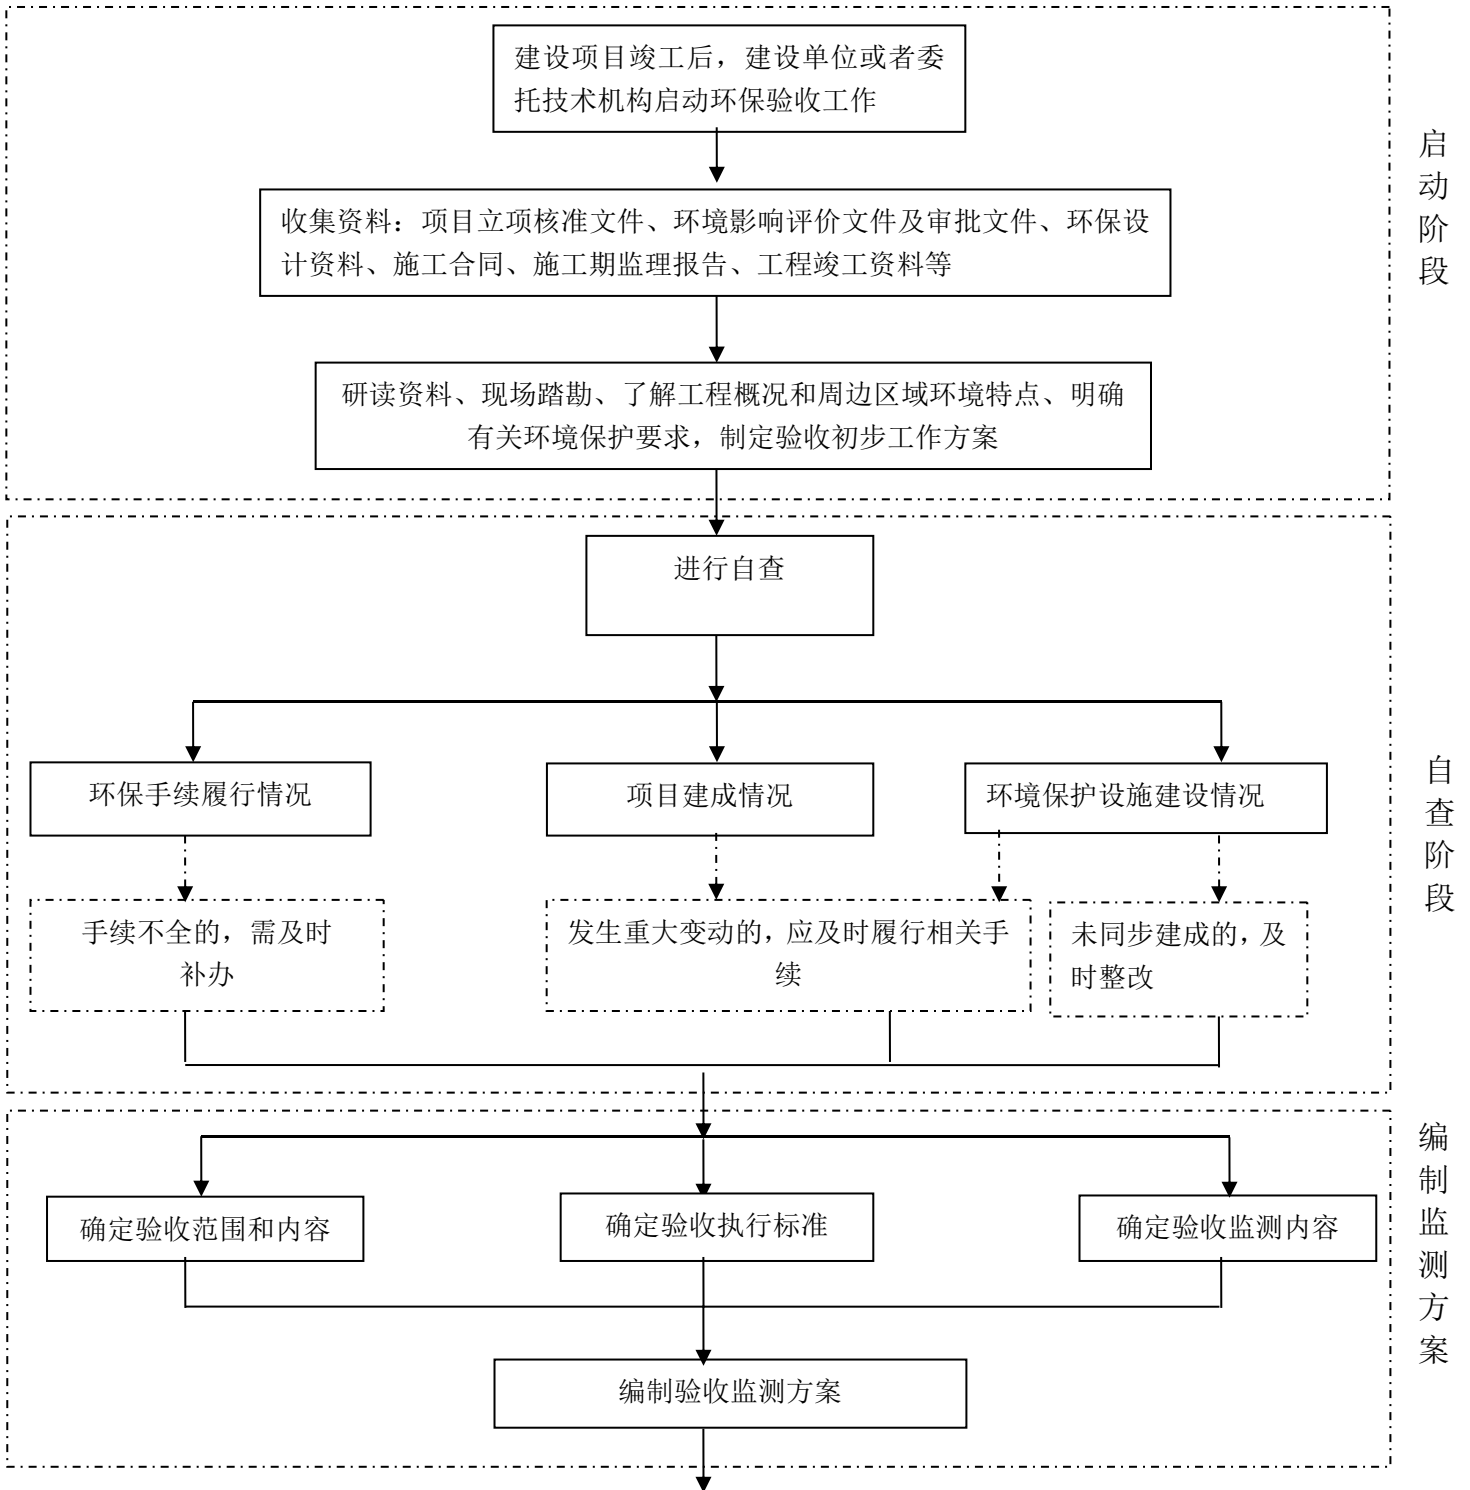 建设项目竣工后，建设单位或者委
托技术机构启动环保验收工作
启动阶段
收集资料：项目立项核准文件、环境影响评价文件及审批文件、环保设
计资料、施工合同、施工期监理报告、工程竣工资料等
研读资料、现场踏勘、了解工程概况和周边区域环境特点、明确
有关环境保护要求，制定验收初步工作方案
进行自查
自查阶段
环保手续履行情况
项目建成情况
环境保护设施建设情况
手续不全的，需及时
补办
发生重大变动的，应及时履行相关手
续
未同步建成的，及
时整改
编制监测方案
确定验收范围和内容
确定验收执行标准
确定验收监测内容
编制验收监测方案